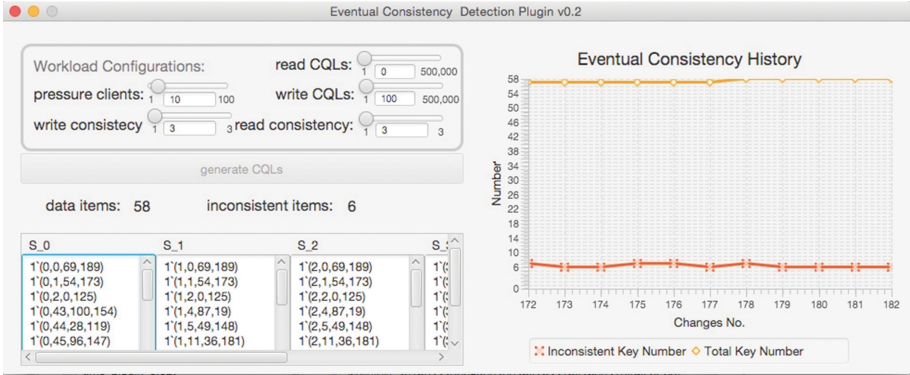 Eventual Consistency Detection Plugin v0.2
Workload Configurations:
read CQLs: 1 0 500,000
pressure clients: 1 10 100
write CQLs: 1 100 500,000
write consistecy 1 3 3
read consistency: 1 3 3
generate CQLs
data items: 58 inconsistent items: 6
S_0 S_1 S_2
1`(0,0,69,189) 1`(1,0,69,189) 1`(2,0,69,189)
1`(0,1,54,173) 1`(1,1,54,173) 1`(2,1,54,173)
1`(0,2,0,125) 1`(1,2,0,125) 1`(2,2,0,125)
1`(0,43,100,154) 1`(1,4,87,19) 1`(2,4,87,19)
1`(0,44,28,119) 1`(1,5,49,148) 1`(2,5,49,148)
1`(0,45,96,147) 1`(1,11,36,181) 1`(2,11,36,181)
Eventual Consistency History
Number
58
54
50
46
42
38
34
30
26
22
18
14
10
6
0
172 173 174 175 176 177 178 179 180 181 182
Changes No.
Inconsistent Key Number Total Key Number